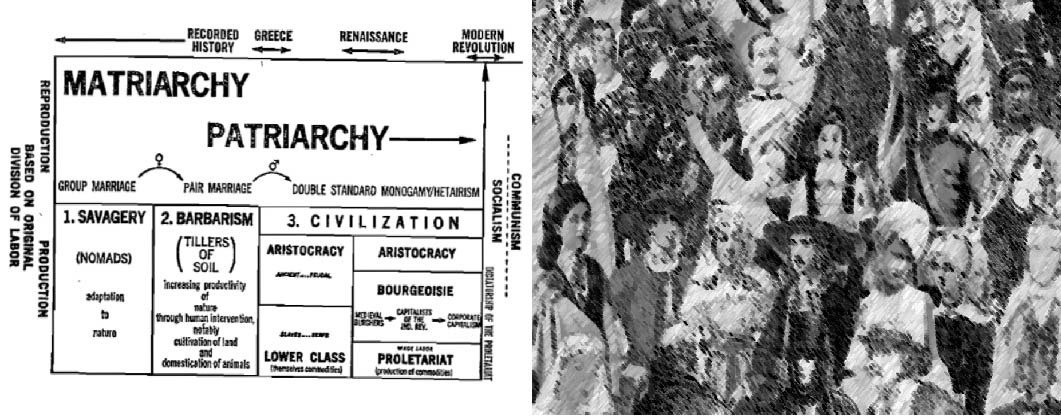 RECORDED
HISTORY
GREECE
RENAISSANCE
MODERN
REVOLUTION
MATRIARCHY
PATRIARCHY
♀
♂
GROUP MARRIAGE
PAIR MARRIAGE
DOUBLE STANDARD MONOGAMY/HETAIRISM
REPRODUCTION
BASED ON ORIGINAL
DIVISION OF LABOR
PRODUCTION
1. SAVAGERY
(NOMADS)
adaptation
to
nature
2. BARBARISM
(TILLERS
OF
SOIL)
increasing productivity
of
nature
through human intervention,
notably
cultivation of land
and
domestication of animals
3. CIVILIZATION
ARISTOCRACY
ANCIENT....FEUDAL
SLAVES....SERFS
LOWER CLASS
(themselves commodities)
ARISTOCRACY
BOURGEOISIE
MEDIEVAL
BURGHERS
CAPITALISTS
OF THE
IND. REV.
CORPORATE
CAPITALISM
WAGE LABOR
PROLETARIAT
(production of commodities)
SOCIALISM
DICTATORSHIP OF THE PROLETARIAT
COMMUNISM